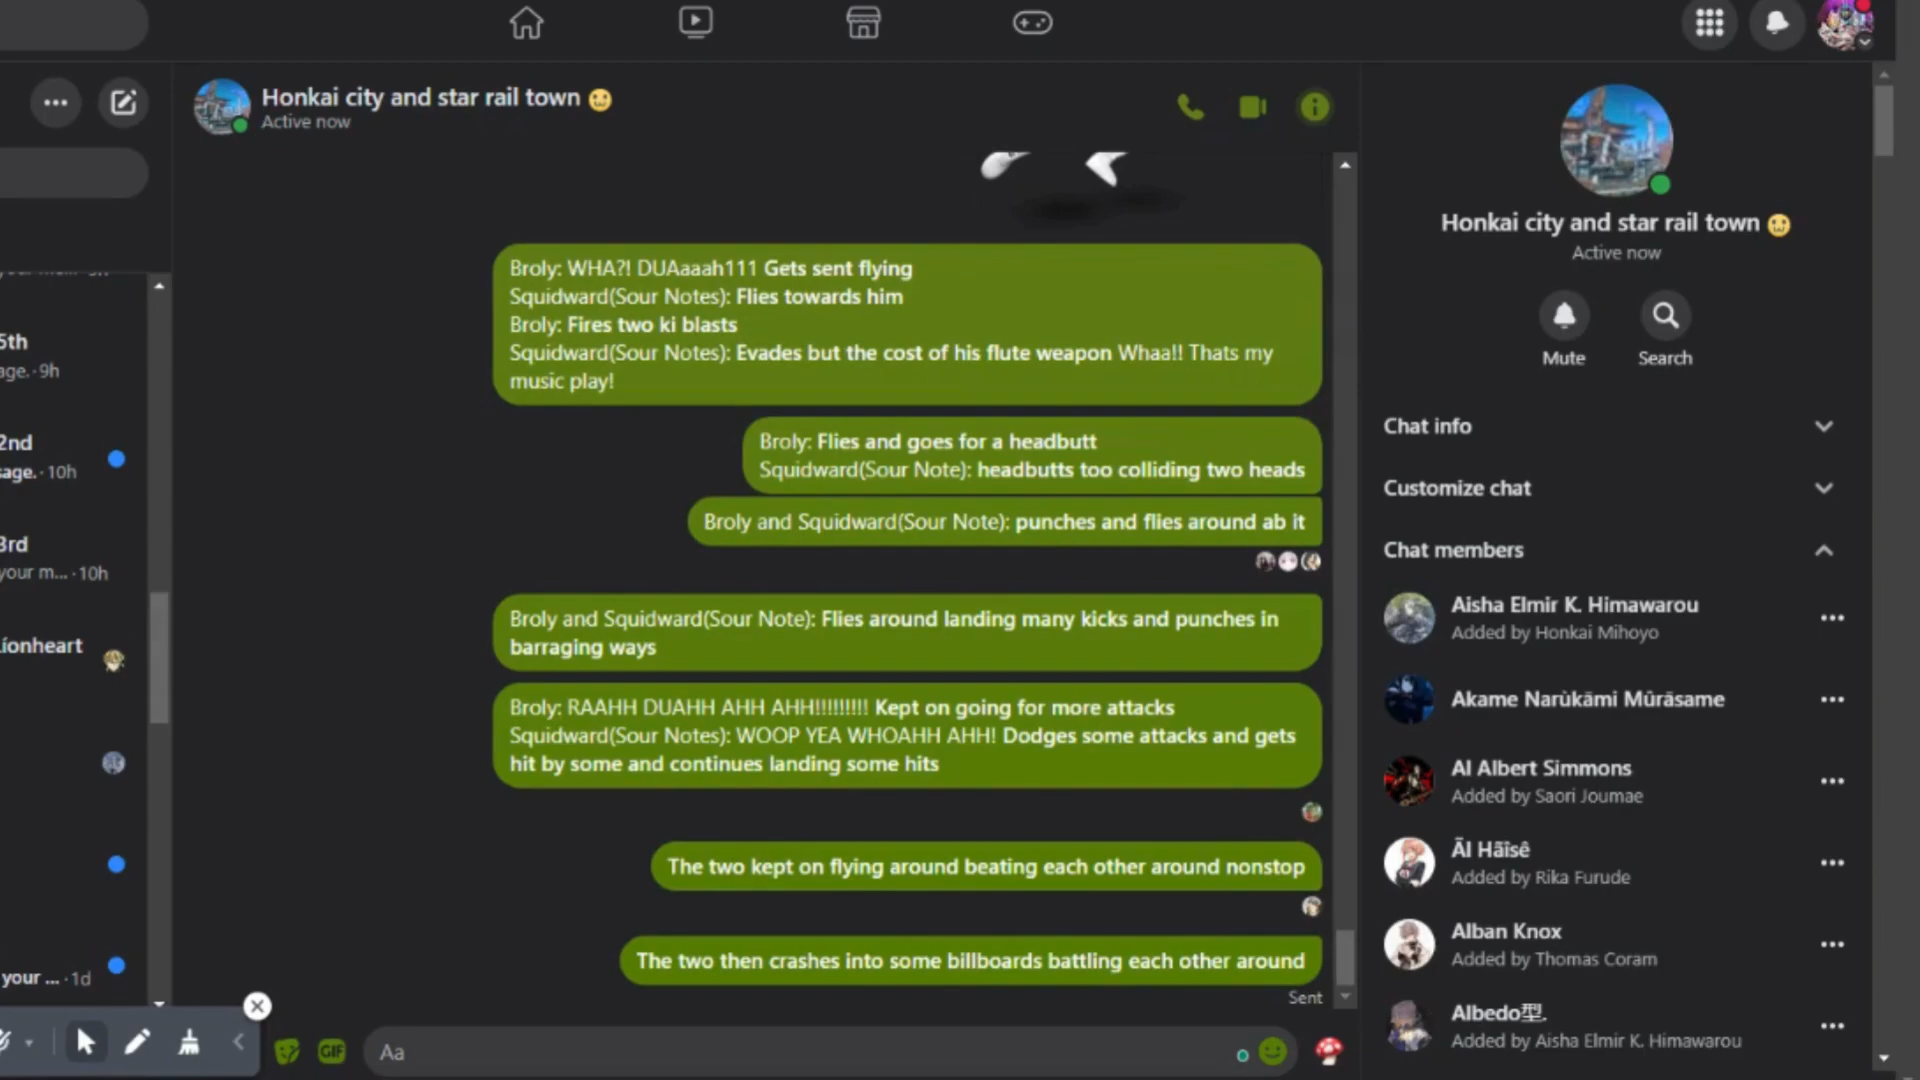 5th
age. · 9h
2nd
sage. · 10h
3rd
your m... · 10h
ionheart
your ... · 1d
Honkai city and star rail town
Active now
Broly: WHA?! DUAaaah111 Gets sent flying
Squidward(Sour Notes): Flies towards him
Broly: Fires two ki blasts
Squidward(Sour Notes): Evades but the cost of his flute weapon Whaa!! Thats my
music play!
Broly: Flies and goes for a headbutt
Squidward(Sour Note): headbutts too colliding two heads
Broly and Squidward(Sour Note): punches and flies around ab it
Broly and Squidward(Sour Note): Flies around landing many kicks and punches in
barraging ways
Broly: RAAHH DUAHH AHH AHH!!!!!!!!! Kept on going for more attacks
Squidward(Sour Notes): WOOP YEA WHOAHH AHH! Dodges some attacks and gets
hit by some and continues landing some hits
The two kept on flying around beating each other around nonstop
The two then crashes into some billboards battling each other around
Sent
GIF
Aa
Honkai city and star rail town
Active now
Mute
Search
Chat info
Customize chat
Chat members
Aisha Elmir K. Himawarou
Added by Honkai Mihoyo
Akame Narùkāmi Mûrāsame
Al Albert Simmons
Added by Saori Joumae
Āl Hāîsê
Added by Rika Furude
Alban Knox
Added by Thomas Coram
Albedo型.
Added by Aisha Elmir K. Himawarou